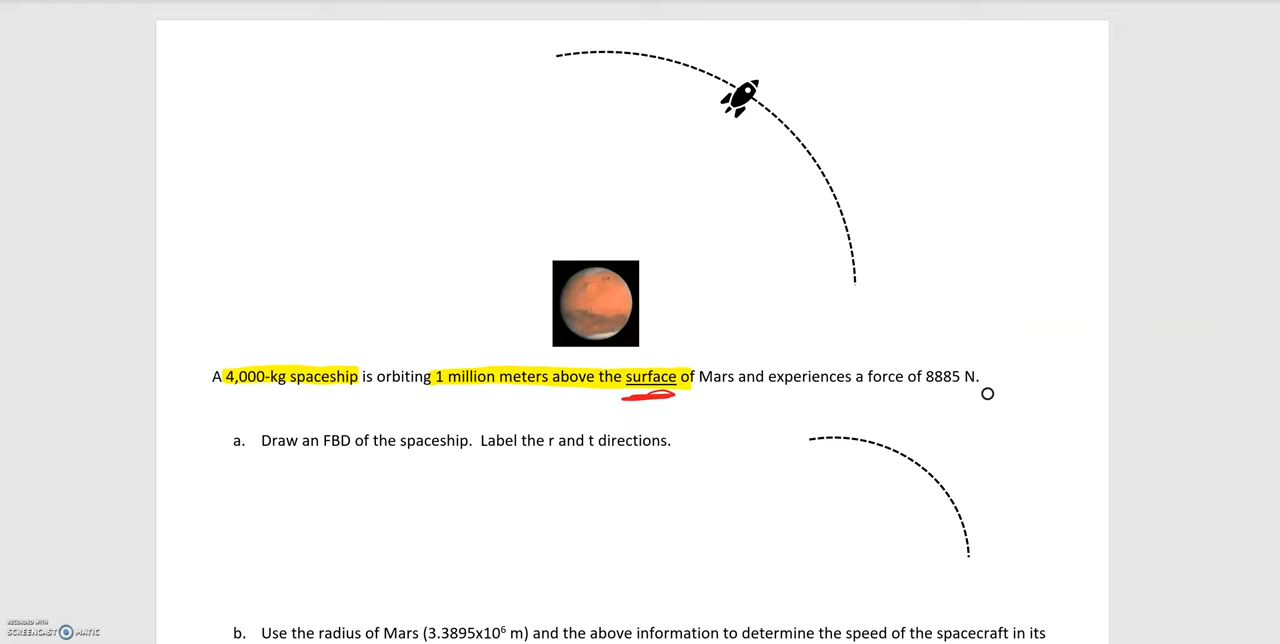 A 4,000-kg spaceship is orbiting 1 million meters above the surface of Mars and experiences a force of 8885 N.
a. Draw an FBD of the spaceship. Label the r and t directions.
b. Use the radius of Mars (3.3895x10⁶ m) and the above information to determine the speed of the spacecraft in its
RECORDED WITH
SCREENCAST MATIC